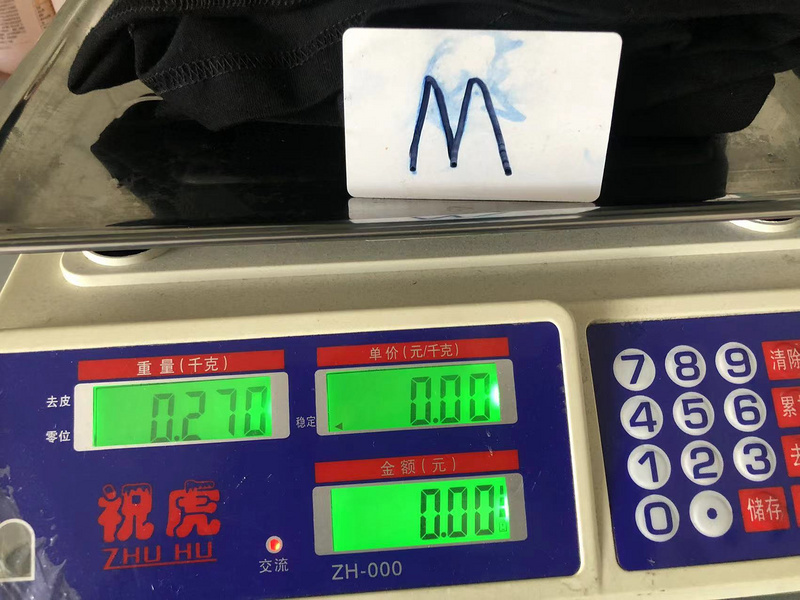 M
重量(千克)
单价(元/千克)
去皮
零位
0.270
稳定
0.00
金额(元)
0.00
祝虎
ZHU HU
交流
ZH-000
7 8 9 清除
4 5 6
1 2 3
0 . 储存